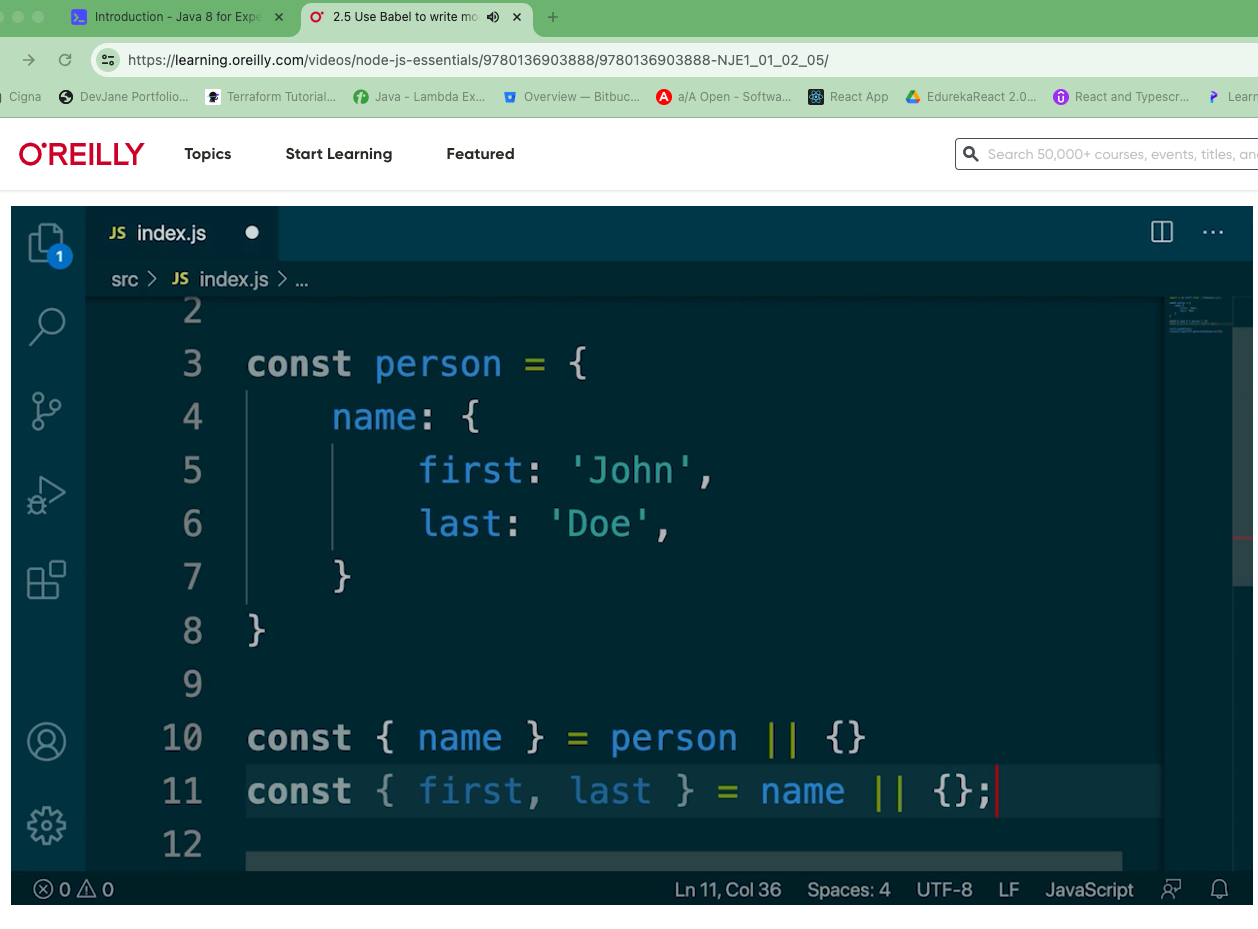 Introduction - Java 8 for Expe
2.5 Use Babel to write mo
https://learning.oreilly.com/videos/node-js-essentials/9780136903888/9780136903888-NJE1_01_02_05/
Cigna DevJane Portfolio... Terraform Tutorial... Java - Lambda Ex... Overview — Bitbuc... a/A Open - Softwa... React App EdurekaReact 2.0... React and Typescr... Learn
O'REILLY Topics Start Learning Featured Search 50,000+ courses, events, titles, an
JS index.js
1
src > JS index.js > ...
2
3 const person = {
4 name: {
5 first: 'John',
6 last: 'Doe',
7 }
8 }
9
10 const { name } = person || {}
11 const { first, last } = name || {};
12
0 0 Ln 11, Col 36 Spaces: 4 UTF-8 LF JavaScript